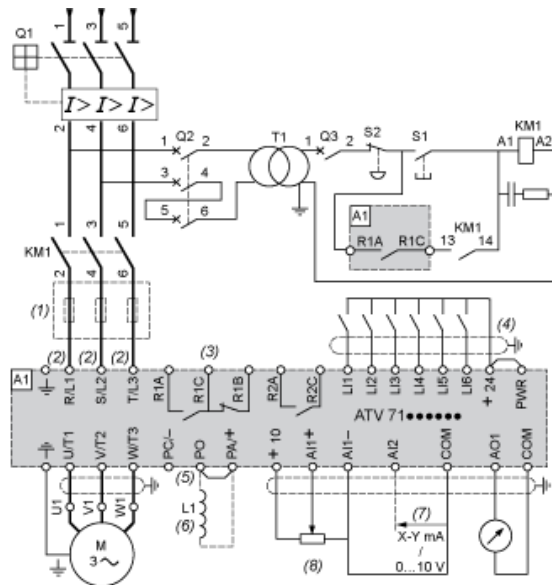 Q1
1 3 5
I> I> I>
2 4 6
1 Q2 2
3 4
5 6
T1
1 Q3 2 S2 S1 KM1
A1 A2
A1
R1A R1C 13 KM1 14
1 3 5
KM1
2 4 6
(1)
(2) (2) (2) (3) (4)
A1
R/L1 S/L2 T/L3 R1A R1C R1B R2A R2C LI1 LI2 LI3 LI4 LI5 LI6 + 24 PWR
ATV 71●●●●●●
U/T1 V/T2 W/T3 PC/– PO PA/+ + 10 AI1+ AI1– AI2 COM AO1 COM
(5)
U1 V1 W1
L1
(6)
(7)
X-Y mA
/
0...10 V
(8)
M
3 ~